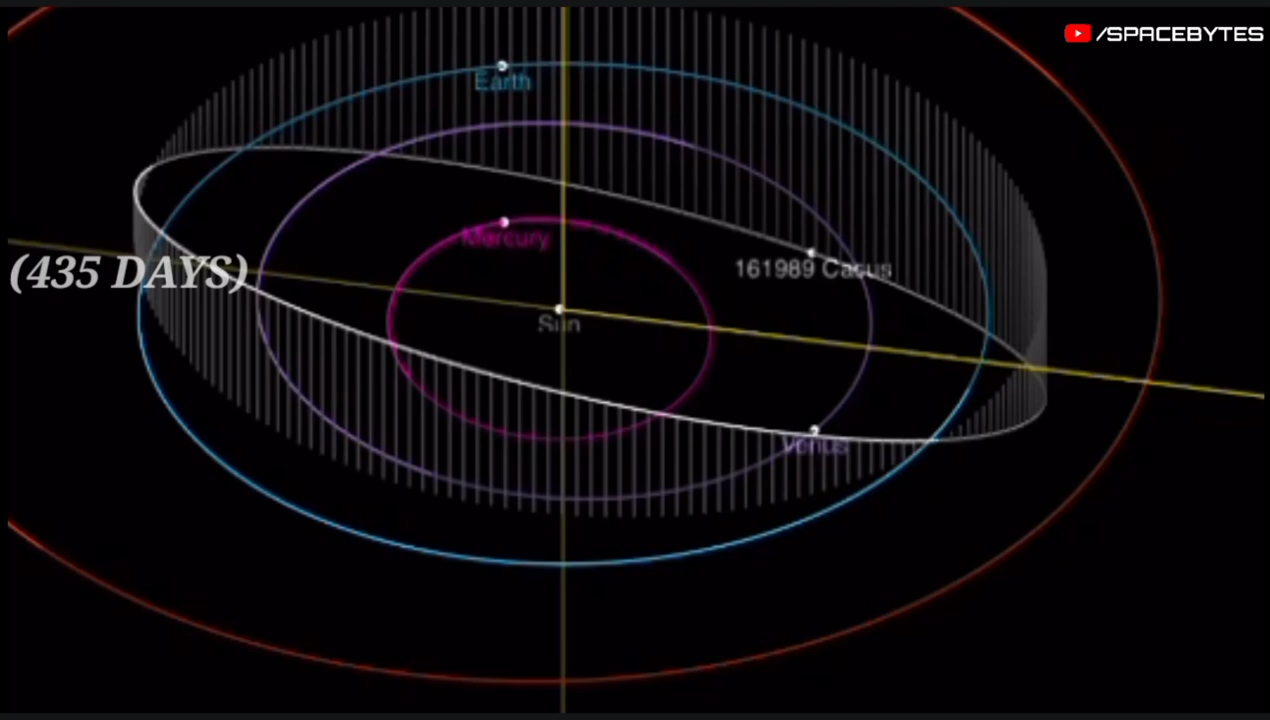 /SPACEBYTES
Earth
Mercury
(435 DAYS)
161989 Cacus
Sun
Venus